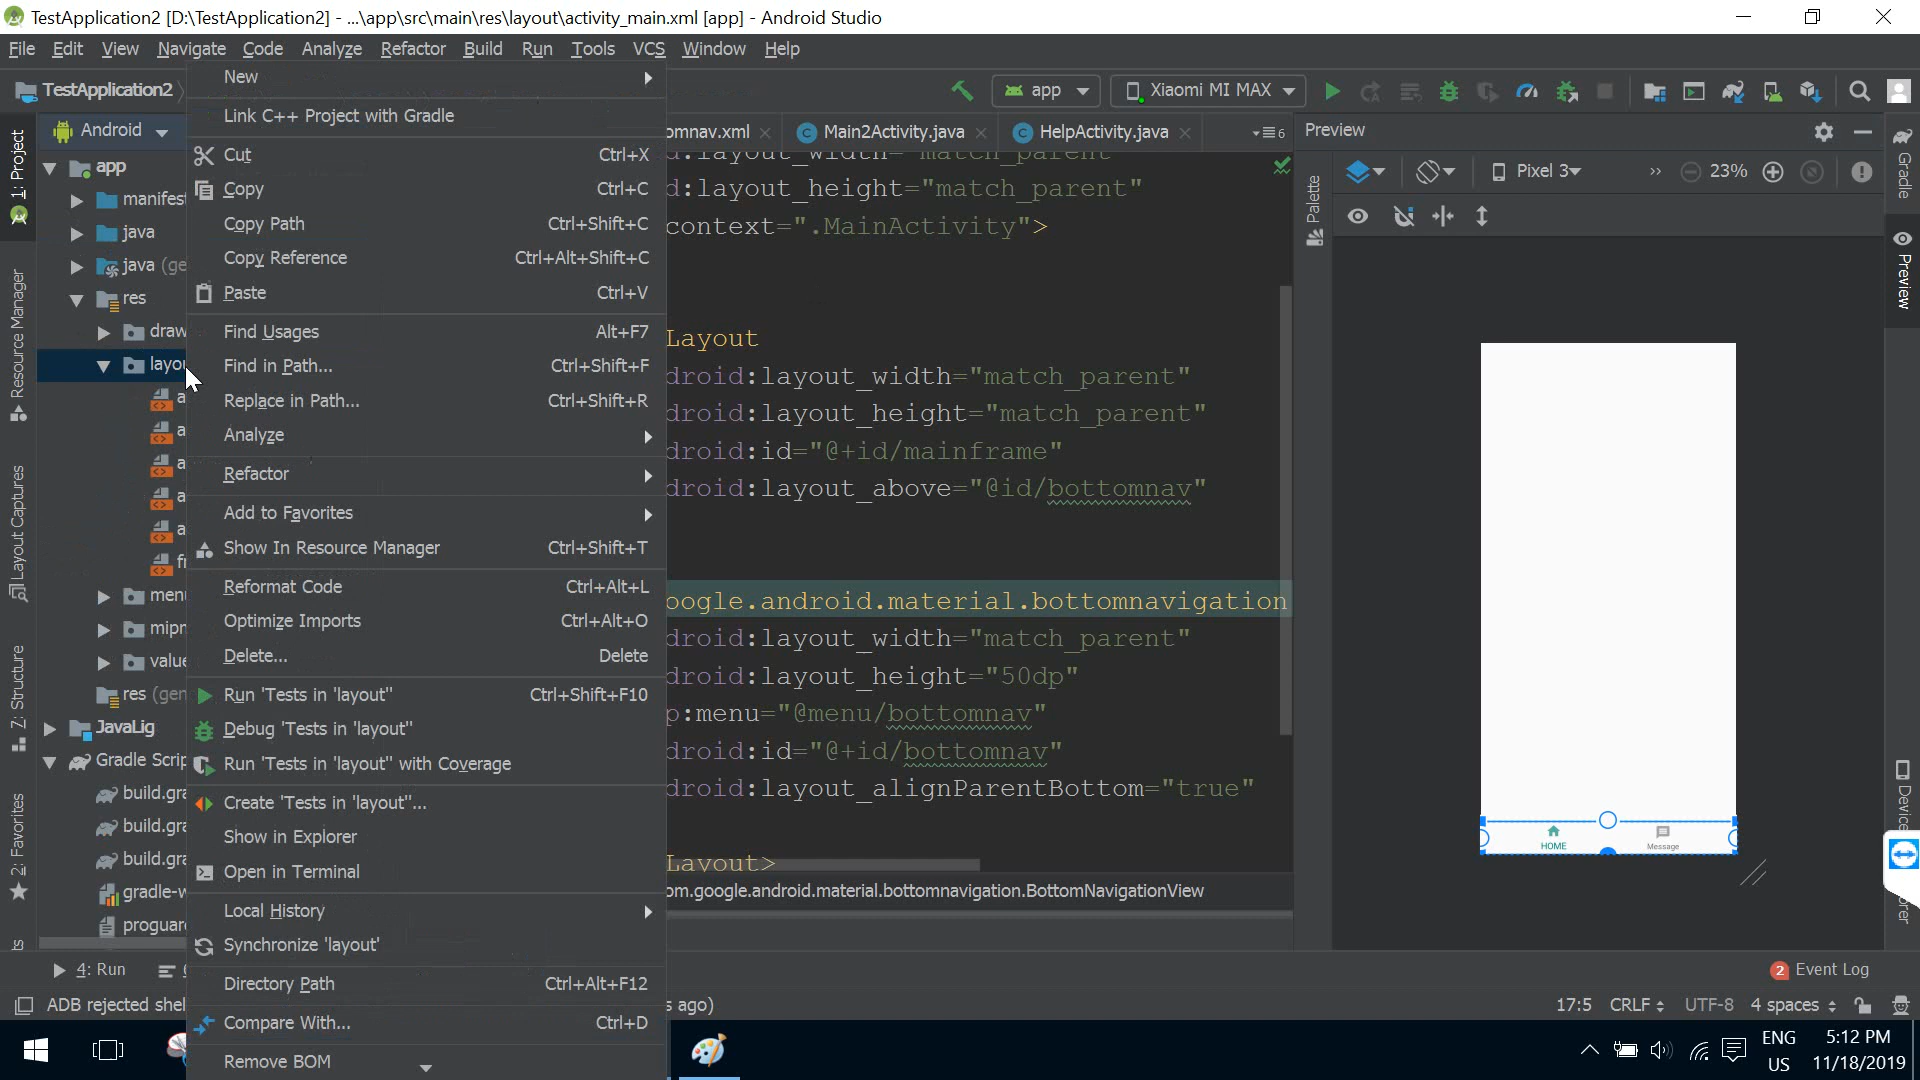 TestApplication2 [D:\TestApplication2] - ...\app\src\main\res\layout\activity_main.xml [app] - Android Studio
File Edit View Navigate Code Analyze Refactor Build Run Tools VCS Window Help
TestApplication2
app
Xiaomi MI MAX
Android
omnav.xml
Main2Activity.java
HelpActivity.java
6
Preview
1: Project
Resource Manager
Layout Captures
Z: Structure
2: Favorites
app
manifest
java
java (ge
res
draw
layou
a
a
a
a
a
fr
menu
mipm
value
res (gen
JavaLig
Gradle Scrip
build.gra
build.gra
build.gra
gradle-w
proguar
New
Link C++ Project with Gradle
Cut Ctrl+X
Copy Ctrl+C
Copy Path Ctrl+Shift+C
Copy Reference Ctrl+Alt+Shift+C
Paste Ctrl+V
Find Usages Alt+F7
Find in Path... Ctrl+Shift+F
Replace in Path... Ctrl+Shift+R
Analyze
Refactor
Add to Favorites
Show In Resource Manager Ctrl+Shift+T
Reformat Code Ctrl+Alt+L
Optimize Imports Ctrl+Alt+O
Delete... Delete
Run 'Tests in 'layout'' Ctrl+Shift+F10
Debug 'Tests in 'layout''
Run 'Tests in 'layout'' with Coverage
Create 'Tests in 'layout''...
Show in Explorer
Open in Terminal
Local History
Synchronize 'layout'
Directory Path Ctrl+Alt+F12
Compare With... Ctrl+D
Remove BOM
d:layout_width="match_parent"
d:layout_height="match_parent"
context=".MainActivity">
Layout
droid:layout_width="match_parent"
droid:layout_height="match_parent"
droid:id="@+id/mainframe"
droid:layout_above="@id/bottomnav"
oogle.android.material.bottomnavigation
droid:layout_width="match_parent"
droid:layout_height="50dp"
p:menu="@menu/bottomnav"
droid:id="@+id/bottomnav"
droid:layout_alignParentBottom="true"
Layout>
om.google.android.material.bottomnavigation.BottomNavigationView
Palette
Pixel 3
23%
HOME
Message
Gradle
Preview
4: Run
2 Event Log
ADB rejected shel
s ago)
17:5 CRLF UTF-8 4 spaces
ENG
US
5:12 PM
11/18/2019